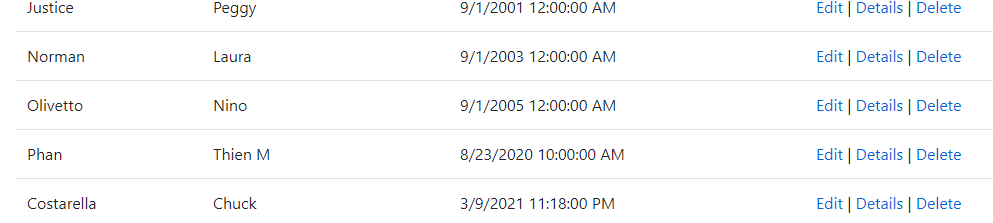 Justice Peggy 9/1/2001 12:00:00 AM Edit | Details | Delete
Norman Laura 9/1/2003 12:00:00 AM Edit | Details | Delete
Olivetto Nino 9/1/2005 12:00:00 AM Edit | Details | Delete
Phan Thien M 8/23/2020 10:00:00 AM Edit | Details | Delete
Costarella Chuck 3/9/2021 11:18:00 PM Edit | Details | Delete